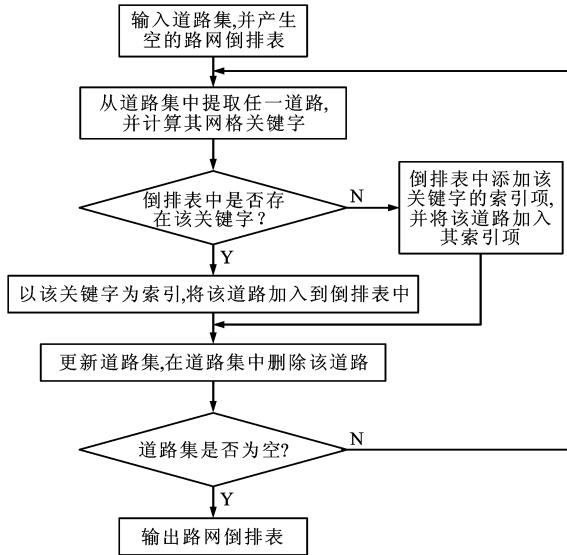 输入道路集,并产生
空的路网倒排表
从道路集中提取任一道路,
并计算其网格关键字
倒排表中是否存
在该关键字?
N
倒排表中添加该
关键字的索引项,
并将该道路加入
其索引项
Y
以该关键字为索引,将该道路加入到倒排表中
更新道路集,在道路集中删除该道路
道路集是否为空?
N
Y
输出路网倒排表